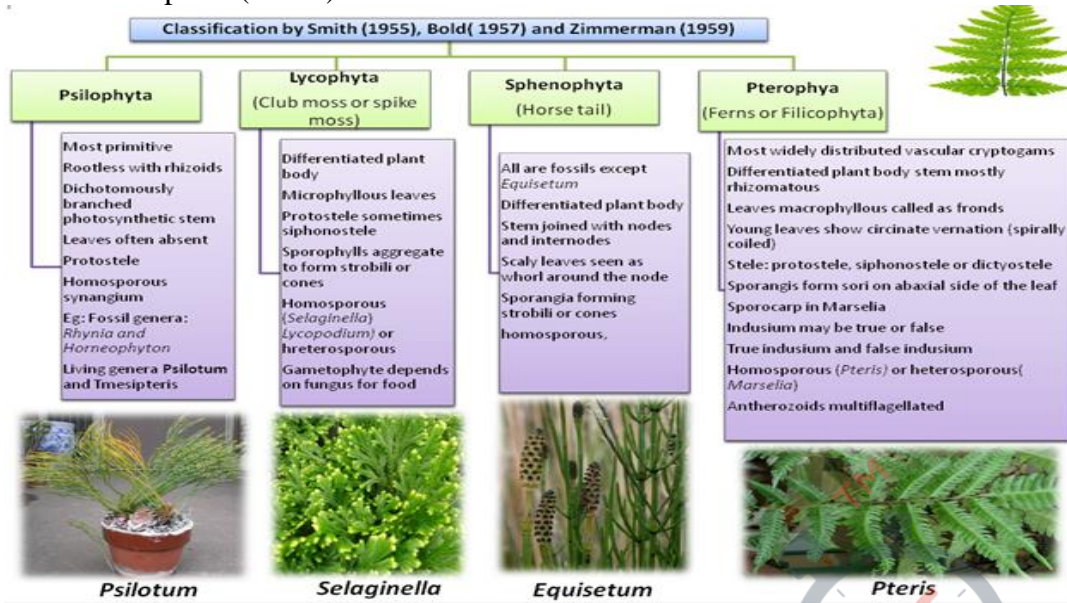 Classification by Smith (1955), Bold( 1957) and Zimmerman (1959)
Psilophyta
Most primitive
Rootless with rhizoids
Dichotomously
branched
photosynthetic stem
Leaves often absent
Protostele
Homosporous
synangium
Eg: Fossil genera:
Rhynia and
Horneophyton
Living genera Psilotum
and Tmesipteris
Lycophyta
(Club moss or spike
moss)
Differentiated plant
body
Microphyllous leaves
Protostele sometimes
siphonostele
Sporophylls aggregate
to form strobili or
cones
Homosporous
(Selaginella)
Lycopodium) or
hreterosporous
Gametophyte depends
on fungus for food
Sphenophyta
(Horse tail)
All are fossils except
Equisetum
Differentiated plant body
Stem joined with nodes
and internodes
Scaly leaves seen as
whorl around the node
Sporangia forming
strobili or cones
homosporous,
Pterophya
(Ferns or Filicophyta)
Most widely distributed vascular cryptogams
Differentiated plant body stem mostly
rhizomatous
Leaves macrophyllous called as fronds
Young leaves show circinate vernation (spirally
coiled)
Stele: protostele, siphonostele or dictyostele
Sporangis form sori on abaxial side of the leaf
Sporocarp in Marselia
Indusium may be true or false
True indusium and false indusium
Homosporous (Pteris) or heterosporous(
Marselia)
Antherozoids multiflagellated
Psilotum
Selaginella
Equisetum
Pteris